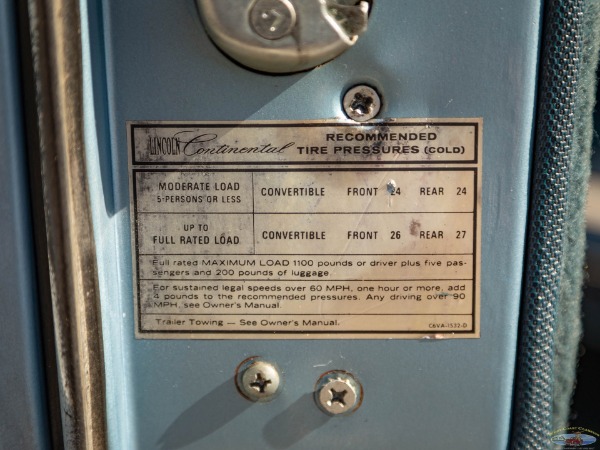 LINCOLN Continental RECOMMENDED TIRE PRESSURES (COLD)
MODERATE LOAD
5-PERSONS OR LESS
CONVERTIBLE FRONT 24 REAR 24
UP TO
FULL RATED LOAD
CONVERTIBLE FRONT 26 REAR 27
Full rated MAXIMUM LOAD 1100 pounds or driver plus five pas-
sengers and 200 pounds of luggage.
For sustained legal speeds over 60 MPH, one hour or more, add
4 pounds to the recommended pressures. Any driving over 90
MPH, see Owner's Manual.
Trailer Towing — See Owner's Manual.
C6VA-1532-D